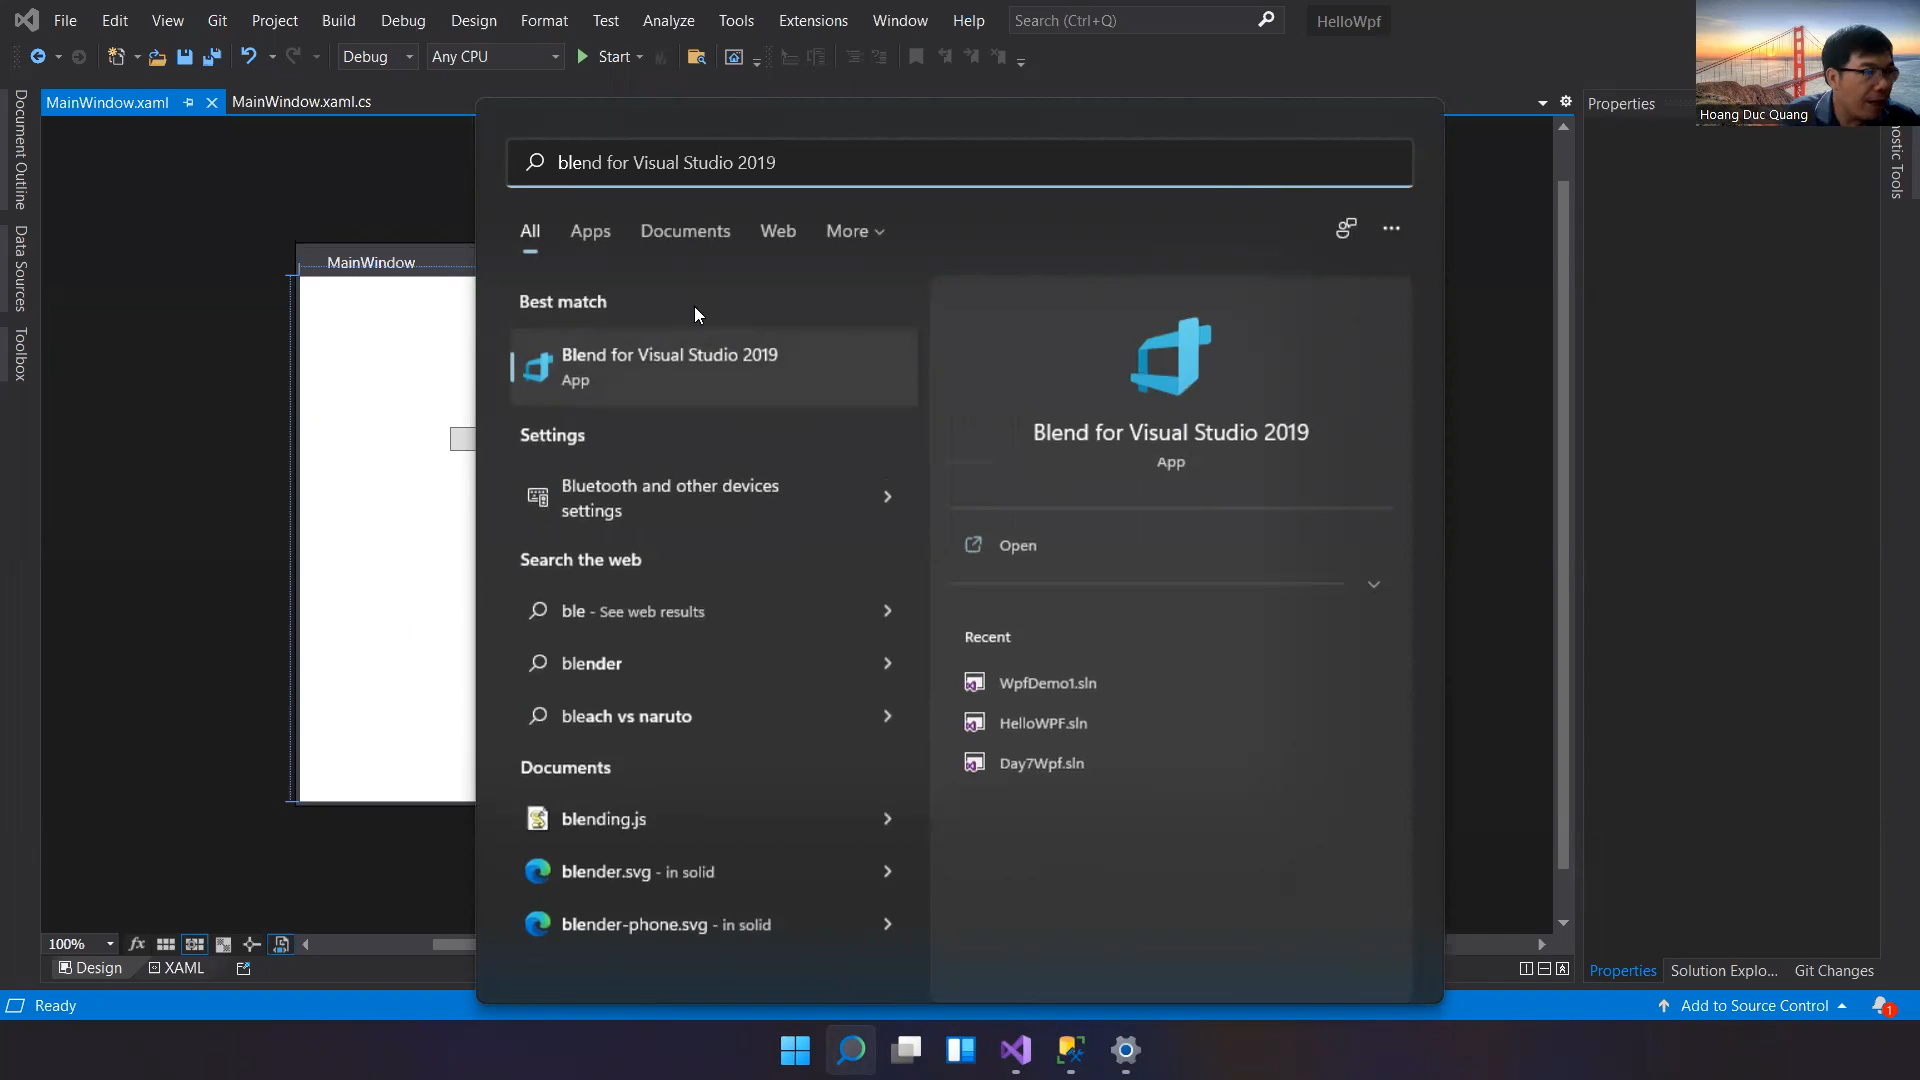 File Edit View Git Project Build Debug Design Format Test Analyze Tools Extensions Window Help Search (Ctrl+Q) HelloWpf
Debug Any CPU Start
MainWindow.xaml MainWindow.xaml.cs Properties
Hoang Duc Quang
Document Outline
Data Sources
Toolbox
MainWindow
blend for Visual Studio 2019
All Apps Documents Web More
Best match
Blend for Visual Studio 2019
App
Settings
Bluetooth and other devices
settings
Search the web
ble - See web results
blender
bleach vs naruto
Documents
blending.js
blender.svg - in solid
blender-phone.svg - in solid
Blend for Visual Studio 2019
App
Open
Recent
WpfDemo1.sln
HelloWPF.sln
Day7Wpf.sln
100% fx
Design XAML
Properties Solution Explo... Git Changes
Ready Add to Source Control 1